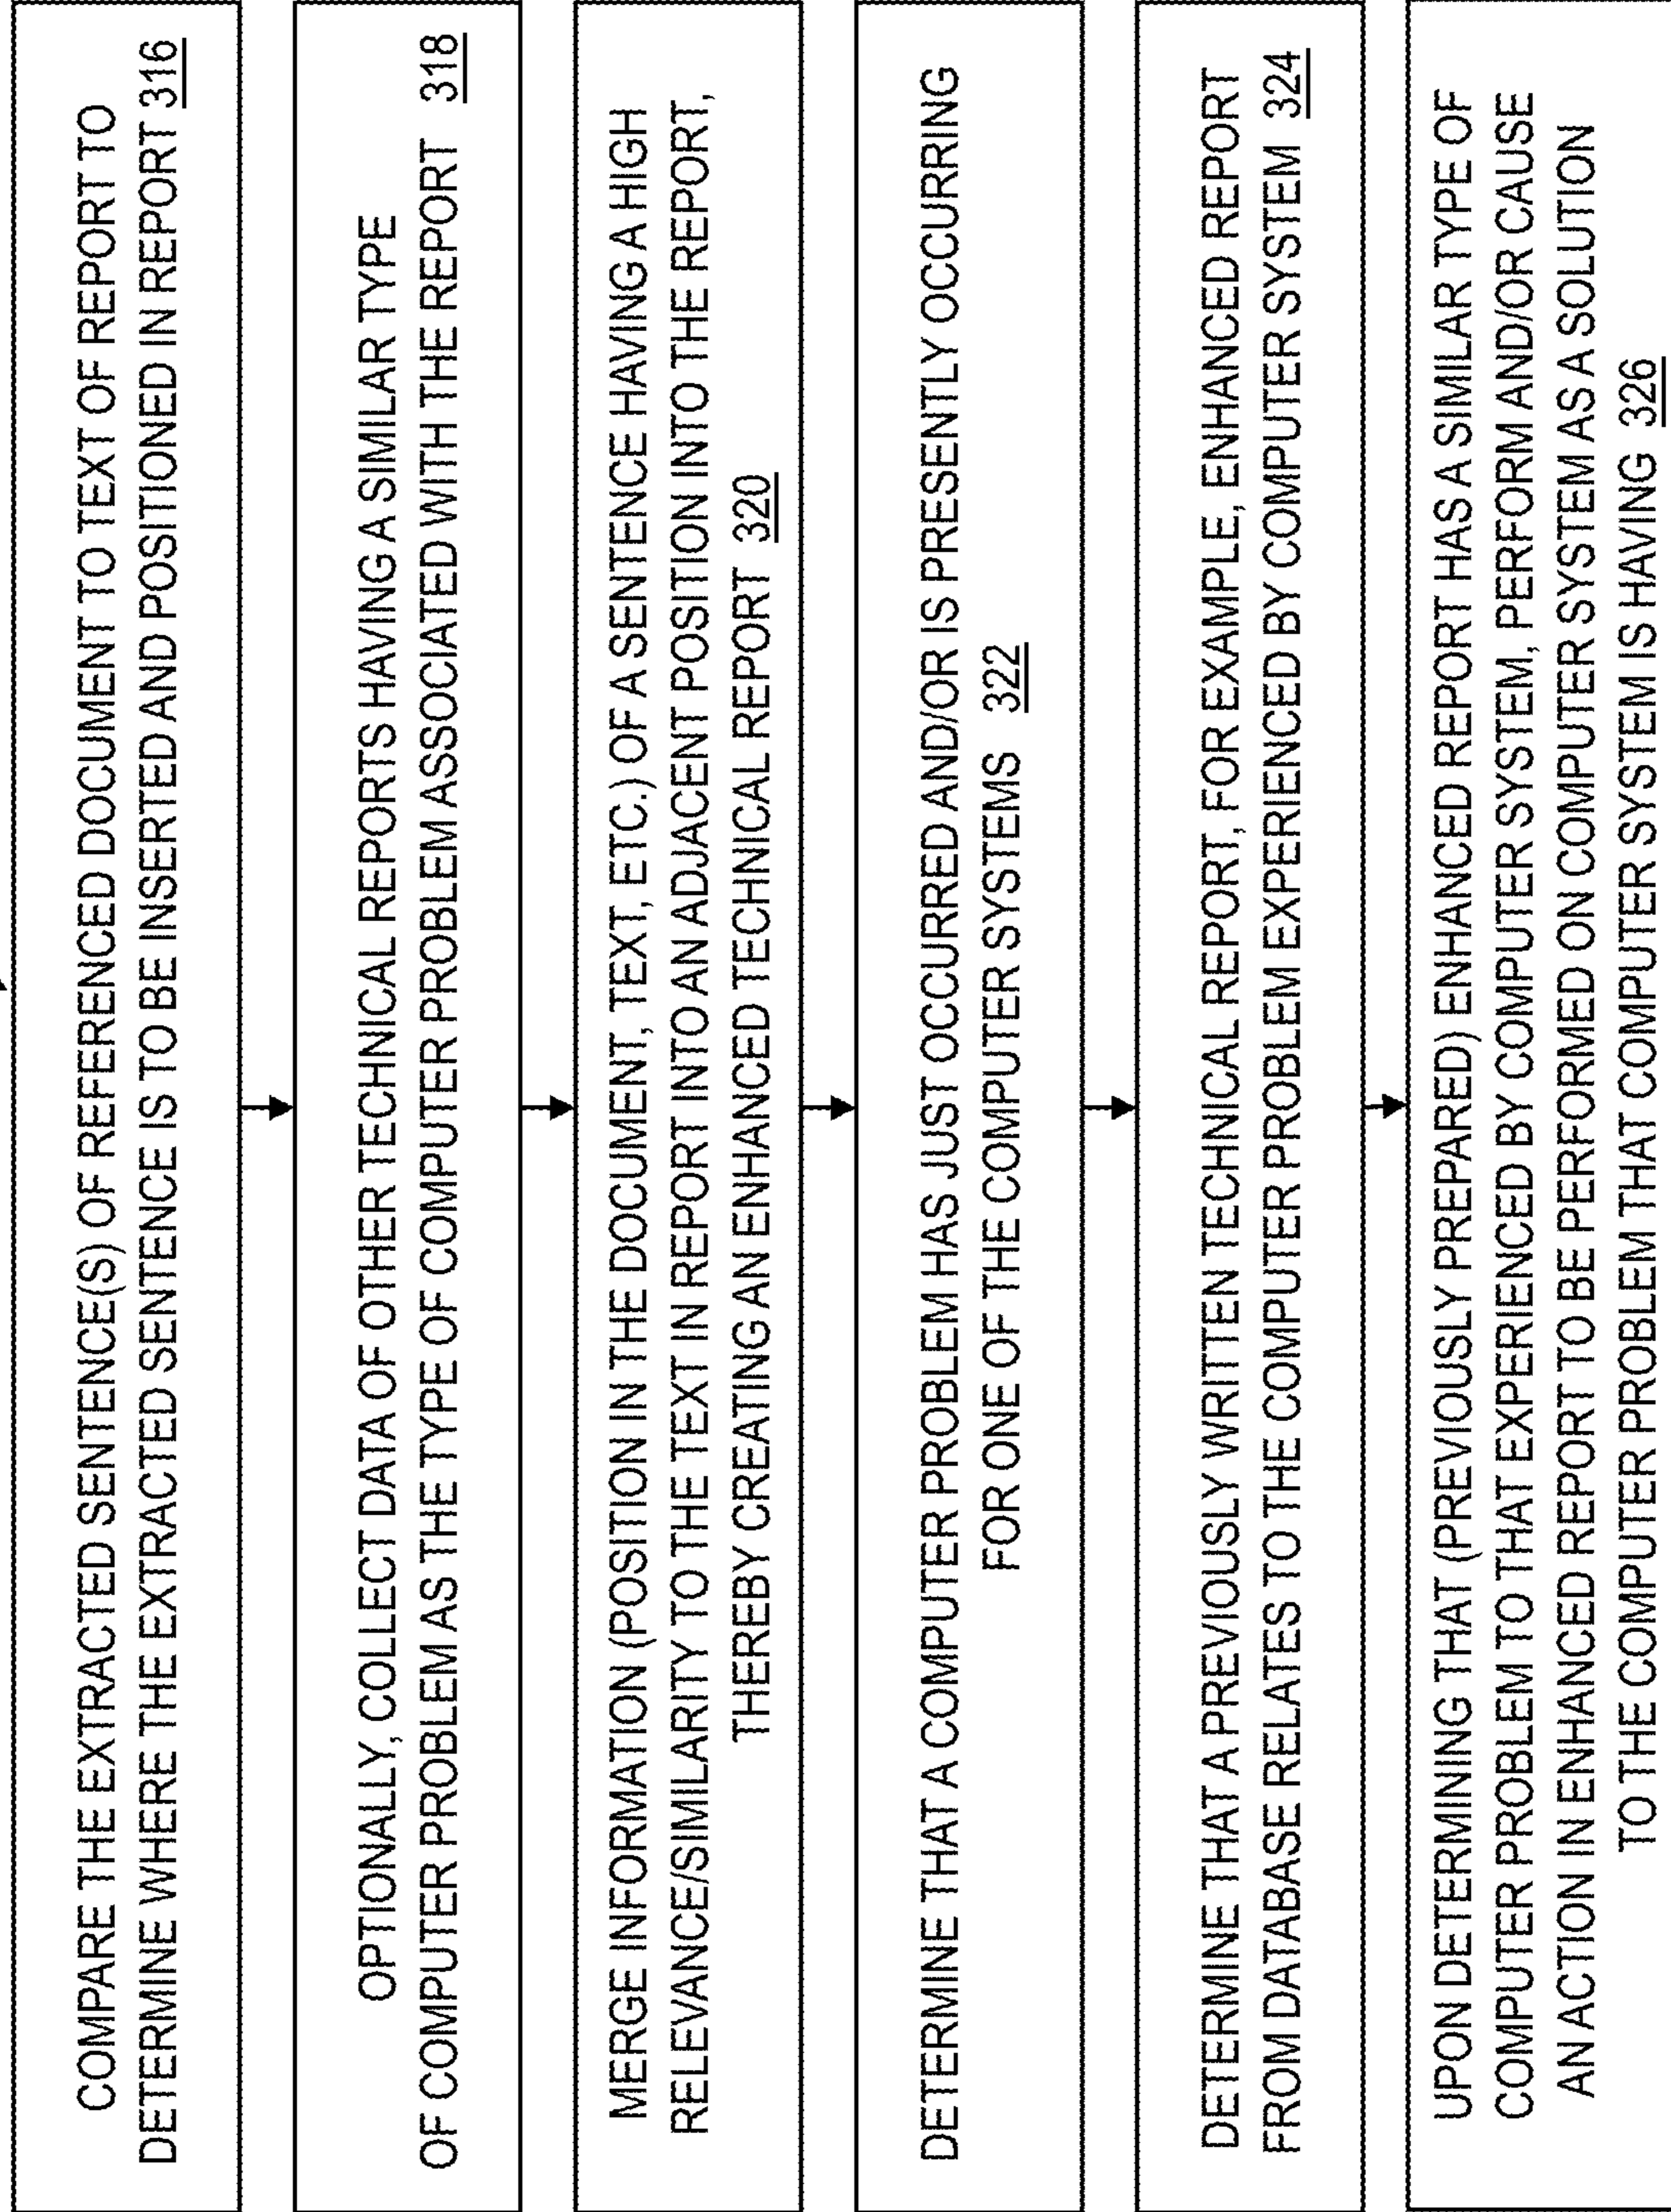 COMPARE THE EXTRACTED SENTENCE(S) OF REFERENCED DOCUMENT TO TEXT OF REPORT TO
DETERMINE WHERE THE EXTRACTED SENTENCE IS TO BE INSERTED AND POSITIONED IN REPORT 316
OPTIONALLY, COLLECT DATA OF OTHER TECHNICAL REPORTS HAVING A SIMILAR TYPE
OF COMPUTER PROBLEM AS THE TYPE OF COMPUTER PROBLEM ASSOCIATED WITH THE REPORT 318
MERGE INFORMATION (POSITION IN THE DOCUMENT, TEXT, ETC.) OF A SENTENCE HAVING A HIGH
RELEVANCE/SIMILARITY TO THE TEXT IN REPORT INTO AN ADJACENT POSITION INTO THE REPORT,
THEREBY CREATING AN ENHANCED TECHNICAL REPORT 320
DETERMINE THAT A COMPUTER PROBLEM HAS JUST OCCURRED AND/OR IS PRESENTLY OCCURRING
FOR ONE OF THE COMPUTER SYSTEMS 322
DETERMINE THAT A PREVIOUSLY WRITTEN TECHNICAL REPORT, FOR EXAMPLE, ENHANCED REPORT
FROM DATABASE RELATES TO THE COMPUTER PROBLEM EXPERIENCED BY COMPUTER SYSTEM 324
UPON DETERMINING THAT (PREVIOUSLY PREPARED) ENHANCED REPORT HAS A SIMILAR TYPE OF
COMPUTER PROBLEM TO THAT EXPERIENCED BY COMPUTER SYSTEM, PERFORM AND/OR CAUSE
AN ACTION IN ENHANCED REPORT TO BE PERFORMED ON COMPUTER SYSTEM AS A SOLUTION
TO THE COMPUTER PROBLEM THAT COMPUTER SYSTEM IS HAVING 326